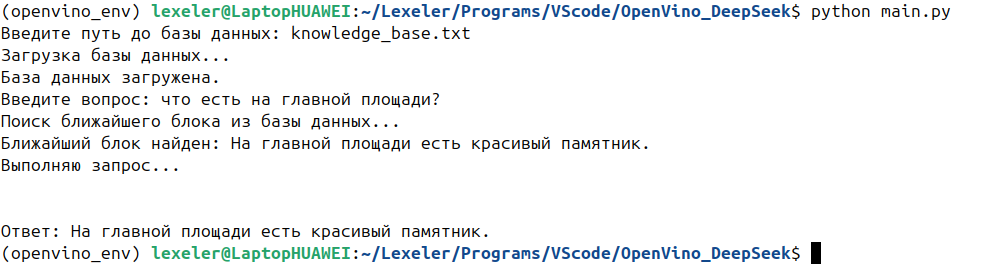 (openvino_env) lexeler@LaptopHUAWEI:~/Lexeler/Programs/VScode/OpenVino_DeepSeek$ python main.py
Введите путь до базы данных: knowledge_base.txt
Загрузка базы данных...
База данных загружена.
Введите вопрос: что есть на главной площади?
Поиск ближайшего блока из базы данных...
Ближайший блок найден: На главной площади есть красивый памятник.
Выполняю запрос...
Ответ: На главной площади есть красивый памятник.
(openvino_env) lexeler@LaptopHUAWEI:~/Lexeler/Programs/VScode/OpenVino_DeepSeek$